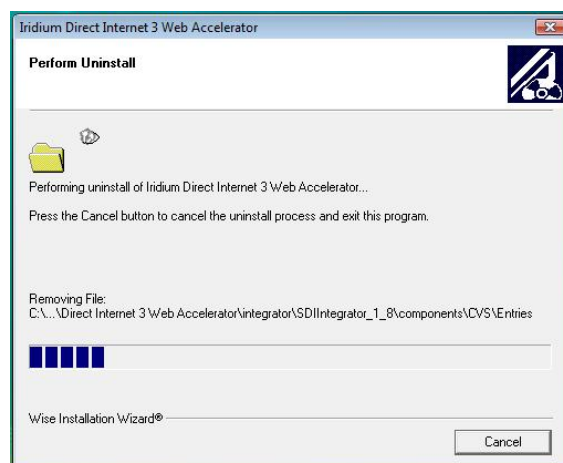 Iridium Direct Internet 3 Web Accelerator
Perform Uninstall
Performing uninstall of Iridium Direct Internet 3 Web Accelerator...
Press the Cancel button to cancel the uninstall process and exit this program.
Removing File:
C:\...\Direct Internet 3 Web Accelerator\integrator\SDIIntegrator_1_8\components\CVS\Entries
Wise Installation Wizard®
Cancel